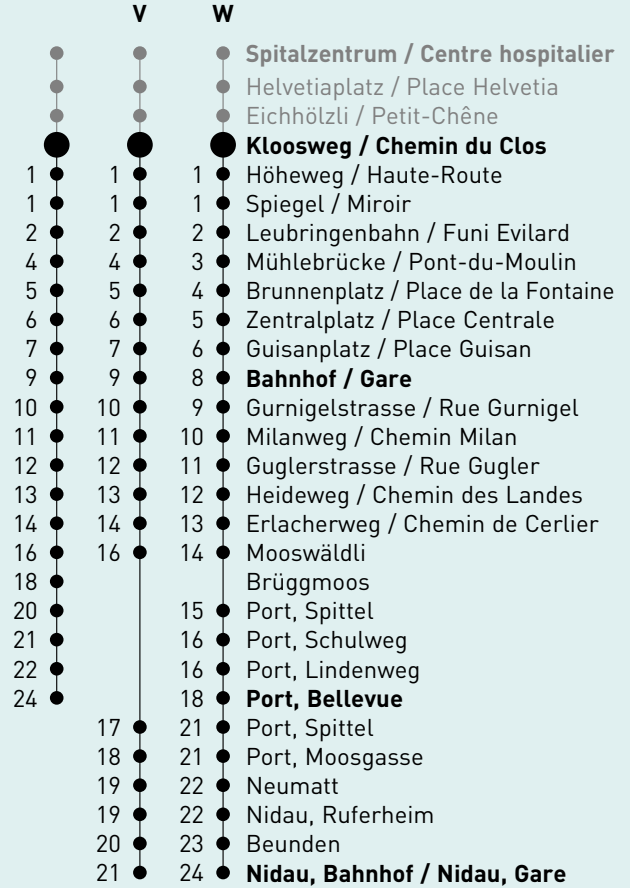 V W
Spitalzentrum / Centre hospitalier
Helvetiaplatz / Place Helvetia
Eichhölzli / Petit-Chêne
Kloosweg / Chemin du Clos
1 1 1 Höheweg / Haute-Route
1 1 1 Spiegel / Miroir
2 2 2 Leubringenbahn / Funi Evilard
4 4 3 Mühlebrücke / Pont-du-Moulin
5 5 4 Brunnenplatz / Place de la Fontaine
6 6 5 Zentralplatz / Place Centrale
7 7 6 Guisanplatz / Place Guisan
9 9 8 Bahnhof / Gare
10 10 9 Gurnigelstrasse / Rue Gurnigel
11 11 10 Milanweg / Chemin Milan
12 12 11 Guglerstrasse / Rue Gugler
13 13 12 Heideweg / Chemin des Landes
14 14 13 Erlacherweg / Chemin de Cerlier
16 16 14 Mooswäldli
18 Brüggmoos
20 15 Port, Spittel
21 16 Port, Schulweg
22 16 Port, Lindenweg
24 18 Port, Bellevue
17 21 Port, Spittel
18 21 Port, Moosgasse
19 22 Neumatt
19 22 Nidau, Ruferheim
20 23 Beunden
21 24 Nidau, Bahnhof / Nidau, Gare